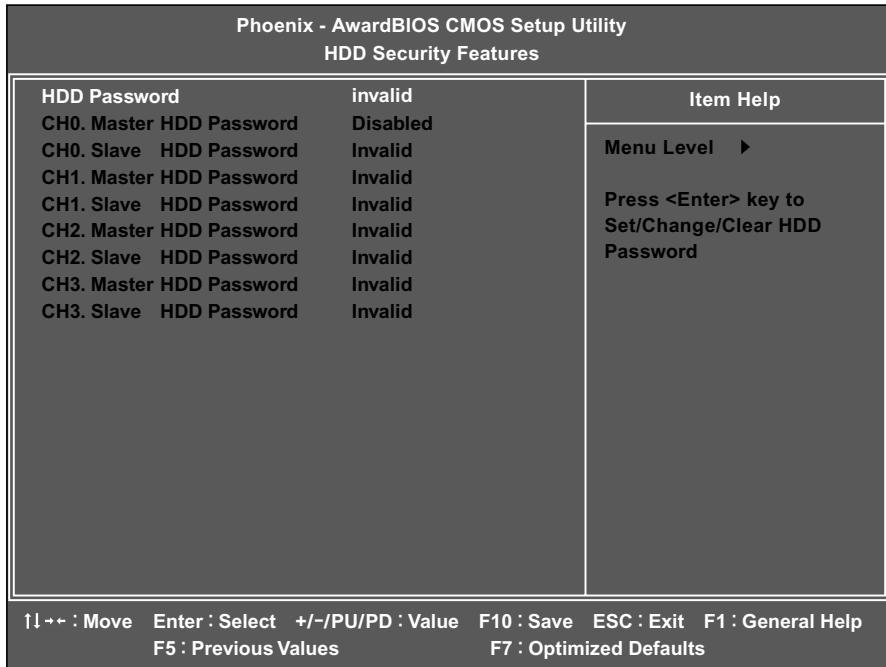 Phoenix - AwardBIOS CMOS Setup Utility
HDD Security Features
HDD Password invalid
CH0. Master HDD Password Disabled
CH0. Slave HDD Password Invalid
CH1. Master HDD Password Invalid
CH1. Slave HDD Password Invalid
CH2. Master HDD Password Invalid
CH2. Slave HDD Password Invalid
CH3. Master HDD Password Invalid
CH3. Slave HDD Password Invalid
Item Help
Menu Level ▶
Press <Enter> key to
Set/Change/Clear HDD
Password
↑↓→← : Move Enter : Select +/-/PU/PD : Value F10 : Save ESC : Exit F1 : General Help
F5 : Previous Values F7 : Optimized Defaults